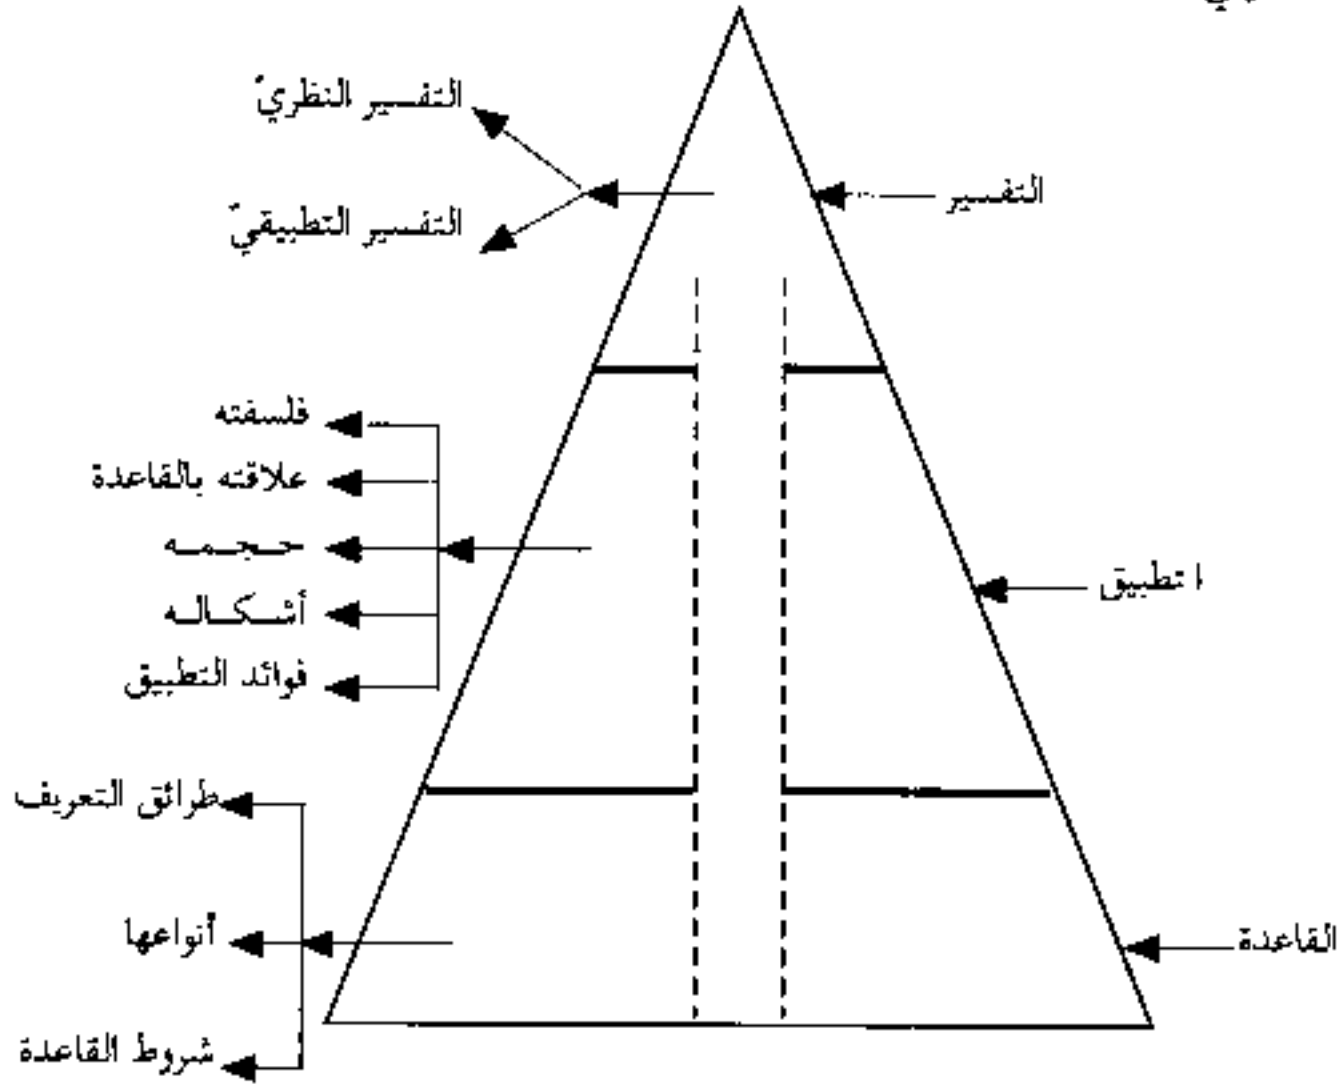 التفسير
التفسير النظريّ
التفسير التطبيقيّ
التطبيق
فلسفته
علاقته بالقاعدة
حجمه
أشكاله
فوائد التطبيق
القاعدة
طرائق التعريف
أنواعها
شروط القاعدة